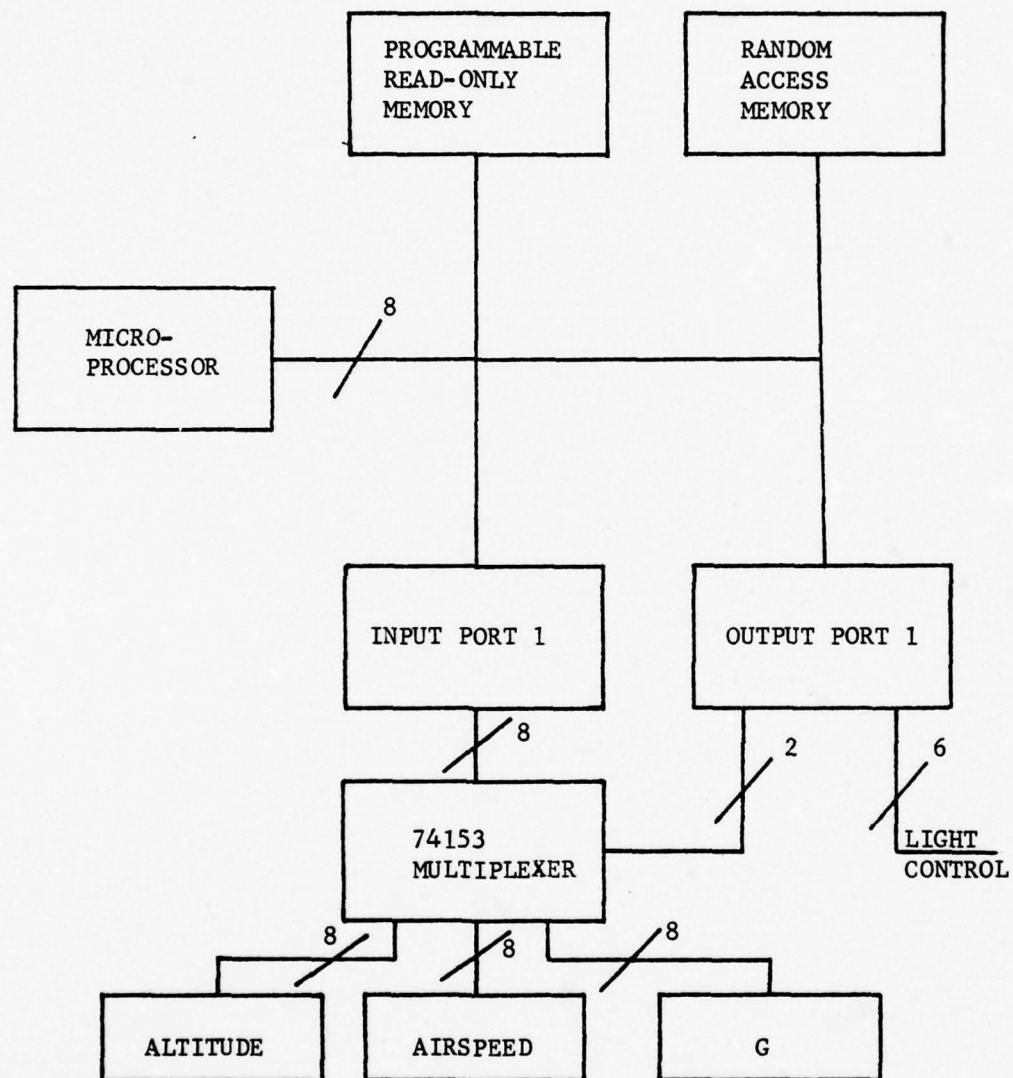 PROGRAMMABLE
READ-ONLY
MEMORY
RANDOM
ACCESS
MEMORY
MICRO-
PROCESSOR
8
INPUT PORT 1
OUTPUT PORT 1
8
2
6
74153
MULTIPLEXER
LIGHT
CONTROL
8
8
8
ALTITUDE
AIRSPEED
G